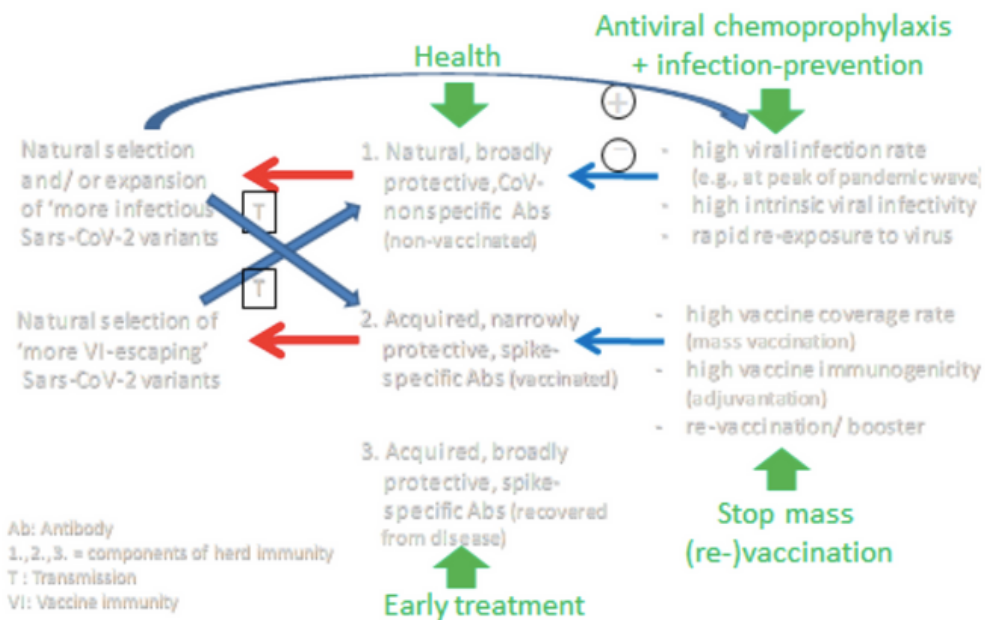 Antiviral chemoprophylaxis
+ infection-prevention
Health
+
−
Natural selection
and/ or expansion
of ‘more infectious’
Sars-CoV-2 variants
T
1. Natural, broadly
protective, CoV-
nonspecific Abs
(non-vaccinated)
- high viral infection rate
(e.g., at peak of pandemic wave)
- high intrinsic viral infectivity
- rapid re-exposure to virus
T
Natural selection of
‘more VI-escaping’
Sars-CoV-2 variants
2. Acquired, narrowly
protective, spike-
specific Abs (vaccinated)
- high vaccine coverage rate
(mass vaccination)
- high vaccine immunogenicity
(adjuvantation)
- re-vaccination/ booster
3. Acquired, broadly
protective, spike-
specific Abs (recovered
from disease)
Stop mass
(re-)vaccination
Early treatment
Ab: Antibody
1.,2.,3. = components of herd immunity
T : Transmission
VI: Vaccine immunity